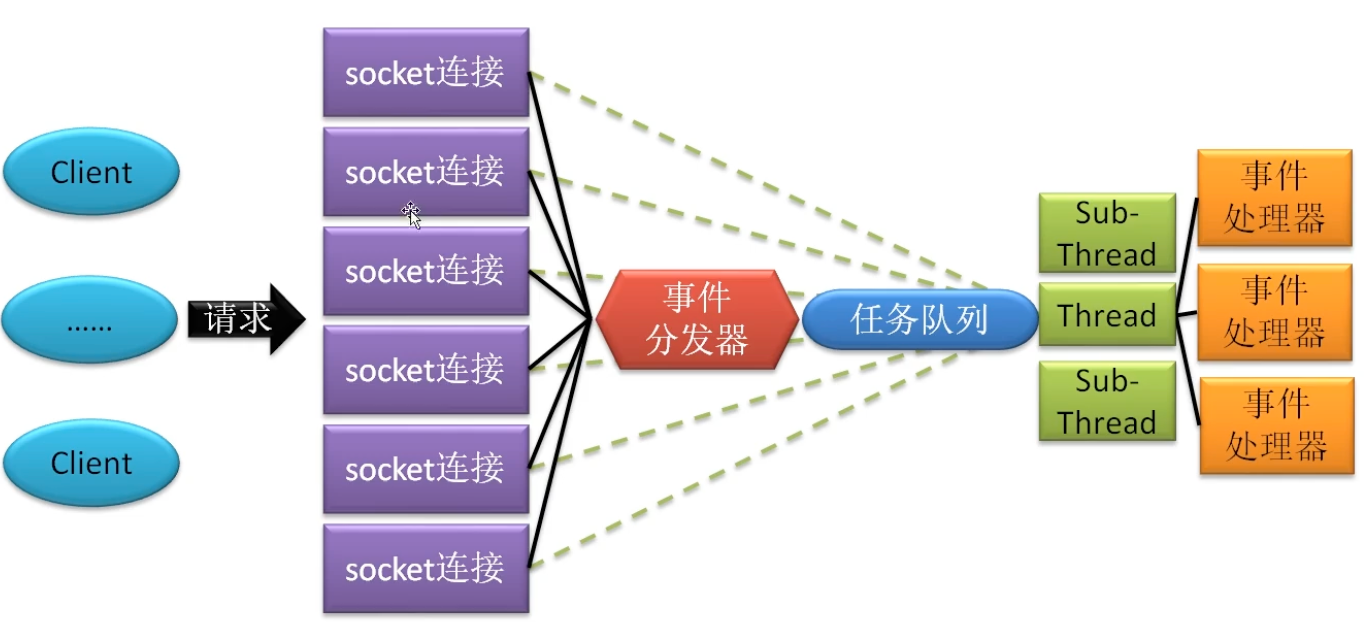 Client
……
Client
请求
socket连接
socket连接
socket连接
socket连接
socket连接
socket连接
事件
分发器
任务队列
Sub-
Thread
Thread
Sub-
Thread
事件
处理器
事件
处理器
事件
处理器